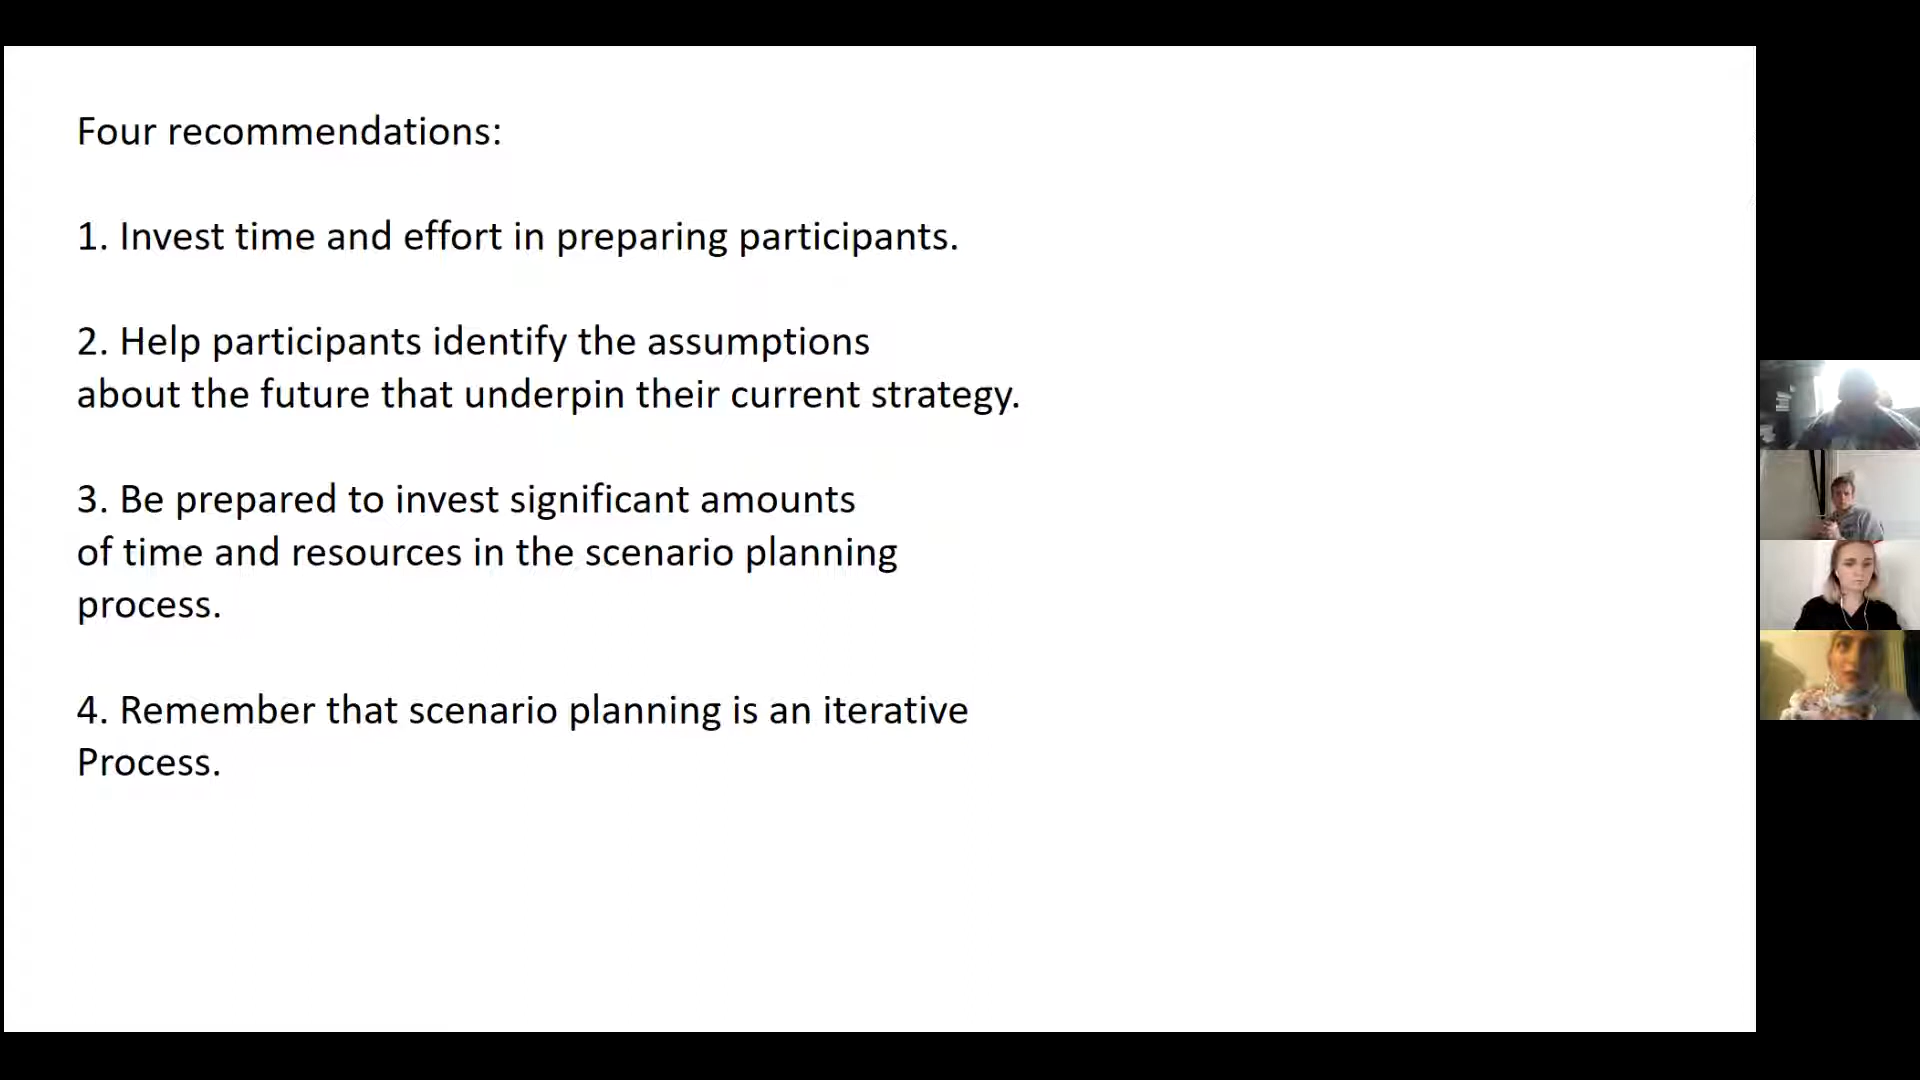 Four recommendations:
1. Invest time and effort in preparing participants.
2. Help participants identify the assumptions
about the future that underpin their current strategy.
3. Be prepared to invest significant amounts
of time and resources in the scenario planning
process.
4. Remember that scenario planning is an iterative
Process.